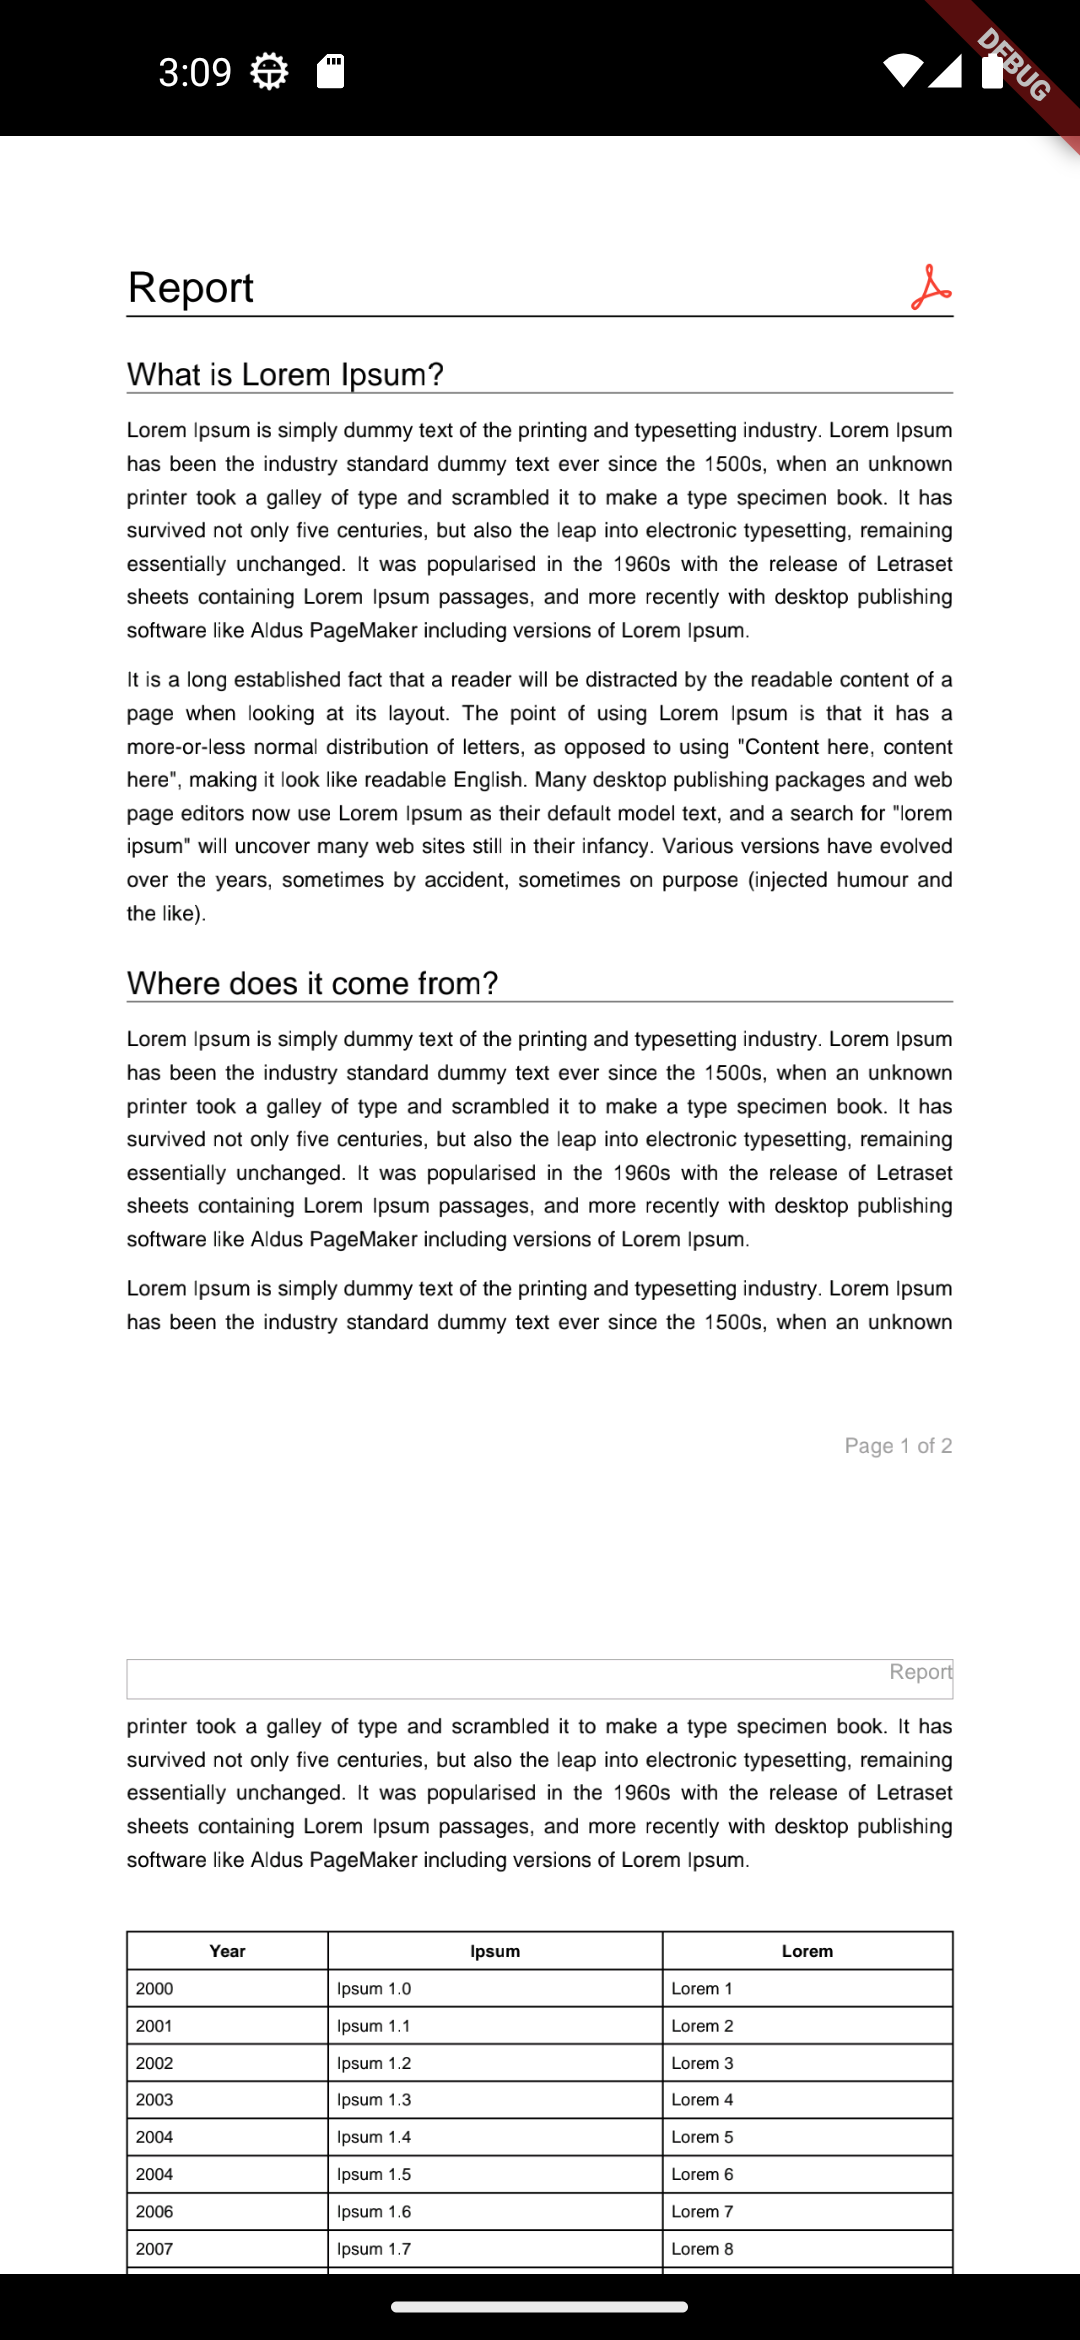 3:09
DEBUG
Report
What is Lorem Ipsum?
Lorem Ipsum is simply dummy text of the printing and typesetting industry. Lorem Ipsum
has been the industry standard dummy text ever since the 1500s, when an unknown
printer took a galley of type and scrambled it to make a type specimen book. It has
survived not only five centuries, but also the leap into electronic typesetting, remaining
essentially unchanged. It was popularised in the 1960s with the release of Letraset
sheets containing Lorem Ipsum passages, and more recently with desktop publishing
software like Aldus PageMaker including versions of Lorem Ipsum.
It is a long established fact that a reader will be distracted by the readable content of a
page when looking at its layout. The point of using Lorem Ipsum is that it has a
more-or-less normal distribution of letters, as opposed to using "Content here, content
here", making it look like readable English. Many desktop publishing packages and web
page editors now use Lorem Ipsum as their default model text, and a search for "lorem
ipsum" will uncover many web sites still in their infancy. Various versions have evolved
over the years, sometimes by accident, sometimes on purpose (injected humour and
the like).
Where does it come from?
Lorem Ipsum is simply dummy text of the printing and typesetting industry. Lorem Ipsum
has been the industry standard dummy text ever since the 1500s, when an unknown
printer took a galley of type and scrambled it to make a type specimen book. It has
survived not only five centuries, but also the leap into electronic typesetting, remaining
essentially unchanged. It was popularised in the 1960s with the release of Letraset
sheets containing Lorem Ipsum passages, and more recently with desktop publishing
software like Aldus PageMaker including versions of Lorem Ipsum.
Lorem Ipsum is simply dummy text of the printing and typesetting industry. Lorem Ipsum
has been the industry standard dummy text ever since the 1500s, when an unknown
Page 1 of 2
Report
printer took a galley of type and scrambled it to make a type specimen book. It has
survived not only five centuries, but also the leap into electronic typesetting, remaining
essentially unchanged. It was popularised in the 1960s with the release of Letraset
sheets containing Lorem Ipsum passages, and more recently with desktop publishing
software like Aldus PageMaker including versions of Lorem Ipsum.
Year Ipsum Lorem
2000 Ipsum 1.0 Lorem 1
2001 Ipsum 1.1 Lorem 2
2002 Ipsum 1.2 Lorem 3
2003 Ipsum 1.3 Lorem 4
2004 Ipsum 1.4 Lorem 5
2004 Ipsum 1.5 Lorem 6
2006 Ipsum 1.6 Lorem 7
2007 Ipsum 1.7 Lorem 8